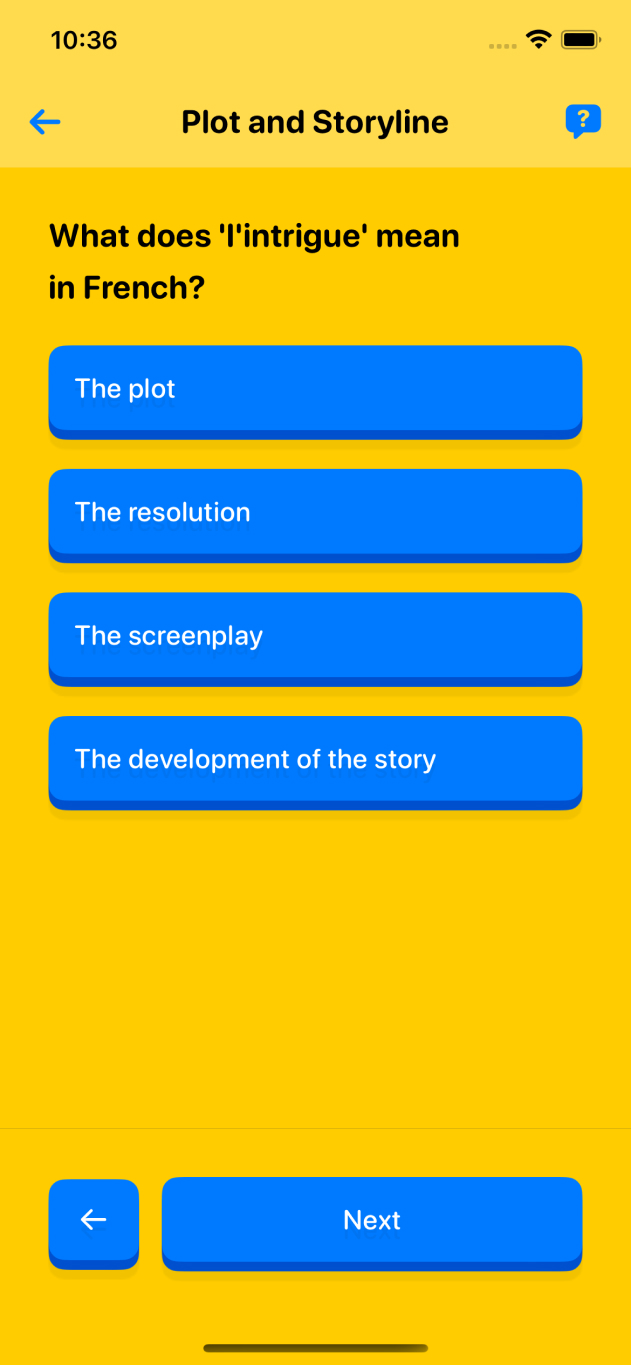 10:36
Plot and Storyline
What does 'l'intrigue' mean
in French?
The plot
The resolution
The screenplay
The development of the story
Next